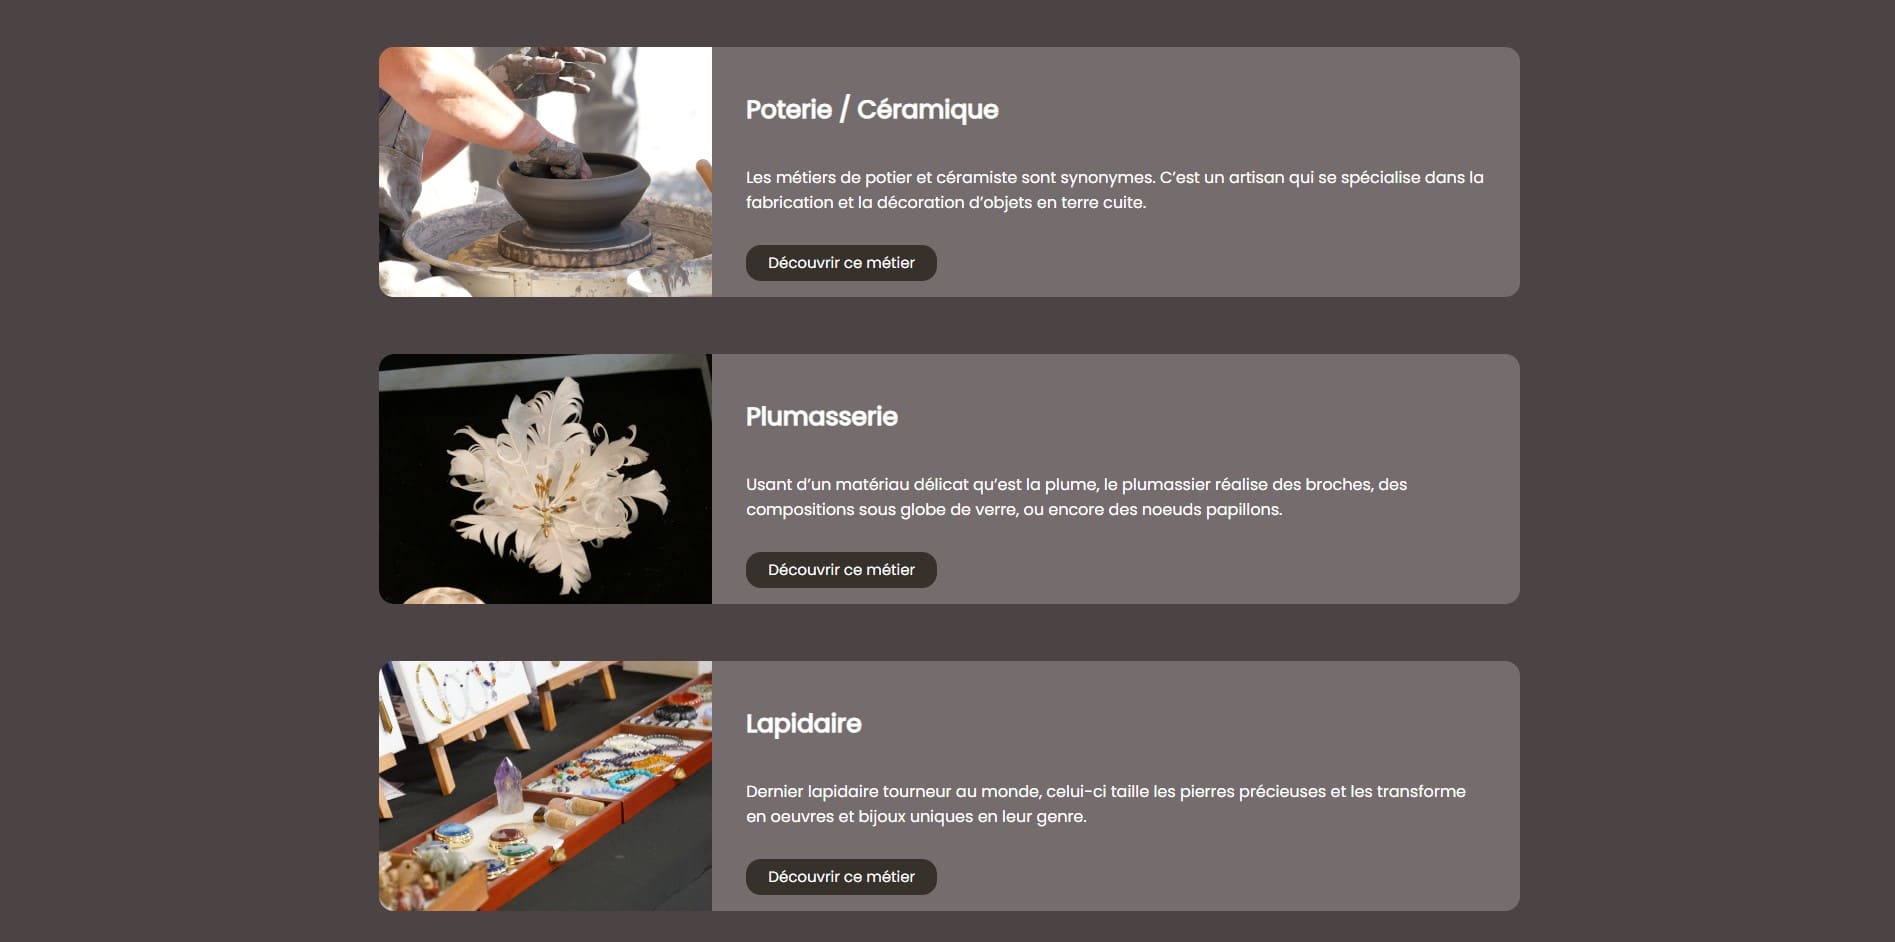 Poterie / Céramique
Les métiers de potier et céramiste sont synonymes. C’est un artisan qui se spécialise dans la
fabrication et la décoration d’objets en terre cuite.
Découvrir ce métier
Plumasserie
Usant d’un matériau délicat qu’est la plume, le plumassier réalise des broches, des
compositions sous globe de verre, ou encore des noeuds papillons.
Découvrir ce métier
Lapidaire
Dernier lapidaire tourneur au monde, celui-ci taille les pierres précieuses et les transforme
en oeuvres et bijoux uniques en leur genre.
Découvrir ce métier